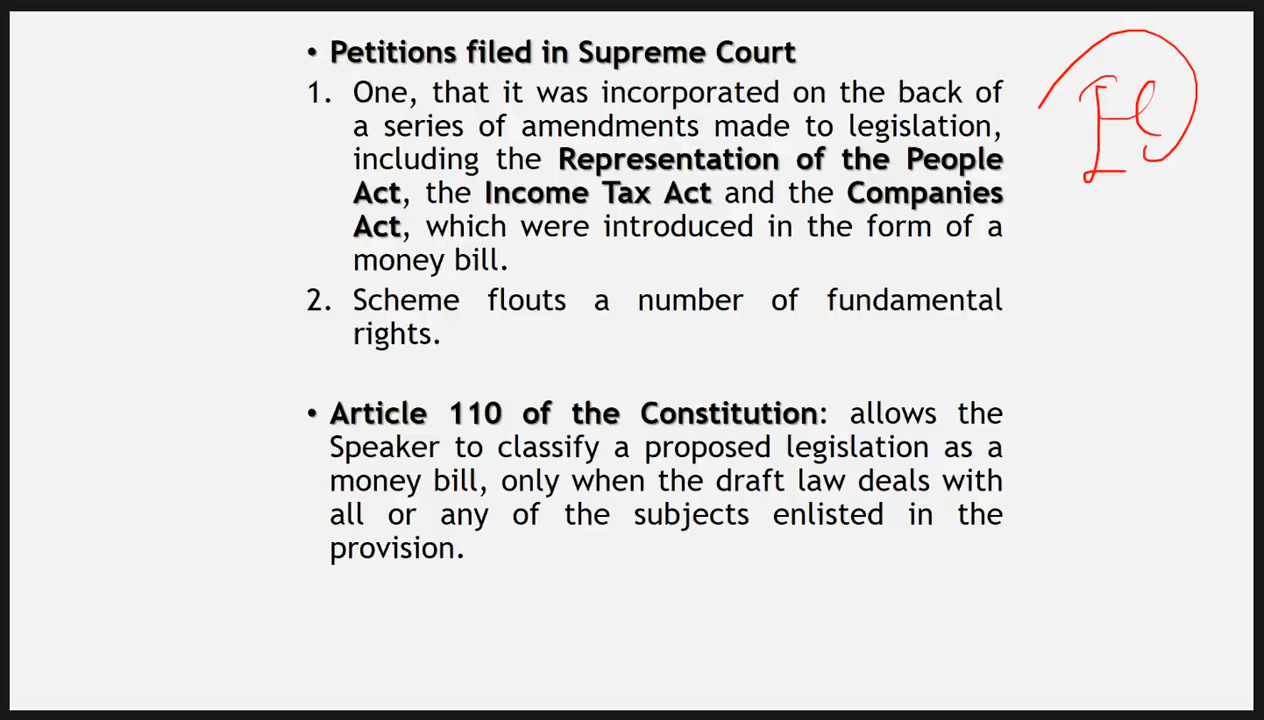 • Petitions filed in Supreme Court
1. One, that it was incorporated on the back of
a series of amendments made to legislation,
including the Representation of the People
Act, the Income Tax Act and the Companies
Act, which were introduced in the form of a
money bill.
2. Scheme flouts a number of fundamental
rights.
• Article 110 of the Constitution: allows the
Speaker to classify a proposed legislation as a
money bill, only when the draft law deals with
all or any of the subjects enlisted in the
provision.